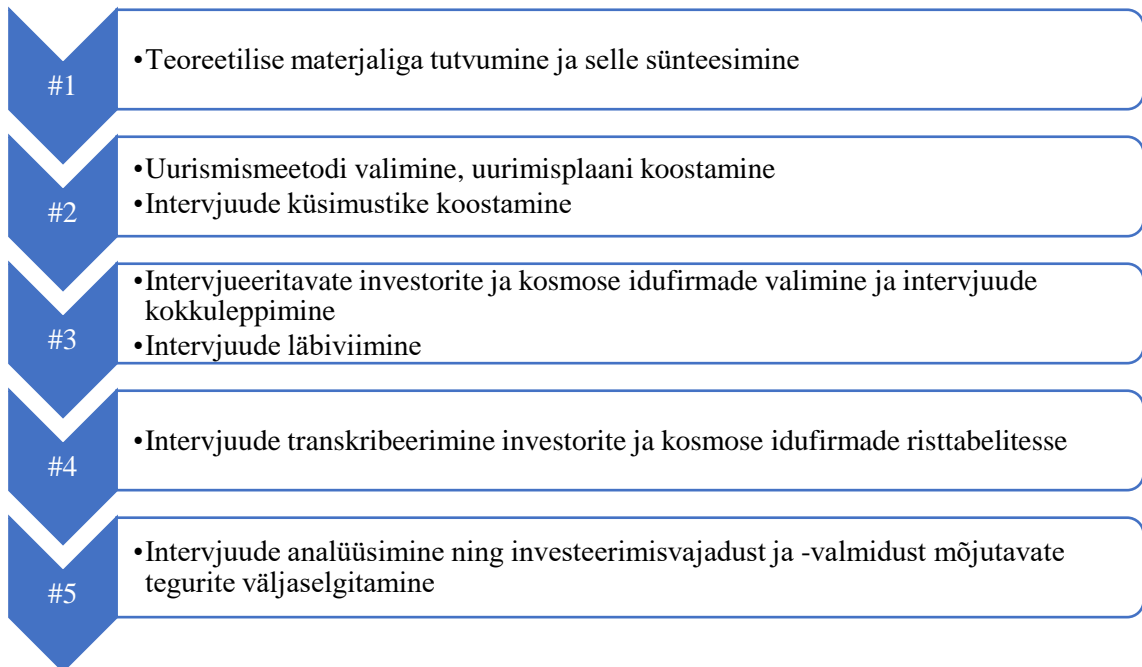 #1
•Teoreetilise materjaliga tutvumine ja selle sünteesimine
#2
•Uurismismeetodi valimine, uurimisplaani koostamine
•Intervjuude küsimustike koostamine
#3
•Intervjueeritavate investorite ja kosmose idufirmade valimine ja intervjuude
kokkuleppimine
•Intervjuude läbiviimine
#4
•Intervjuude transkribeerimine investorite ja kosmose idufirmade risttabelitesse
#5
•Intervjuude analüüsimine ning investeerimisvajadust ja -valmidust mõjutavate
tegurite väljaselgitamine